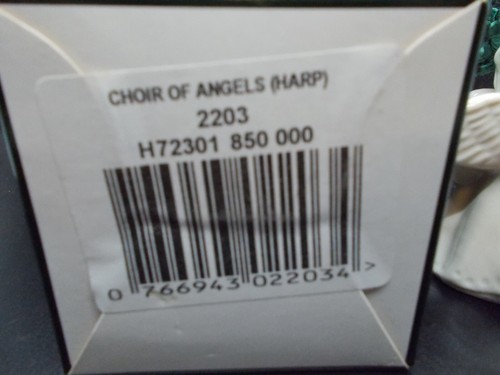 CHOIR OF ANGELS (HARP)
2203
H72301 850 000
0 766943 022034 >